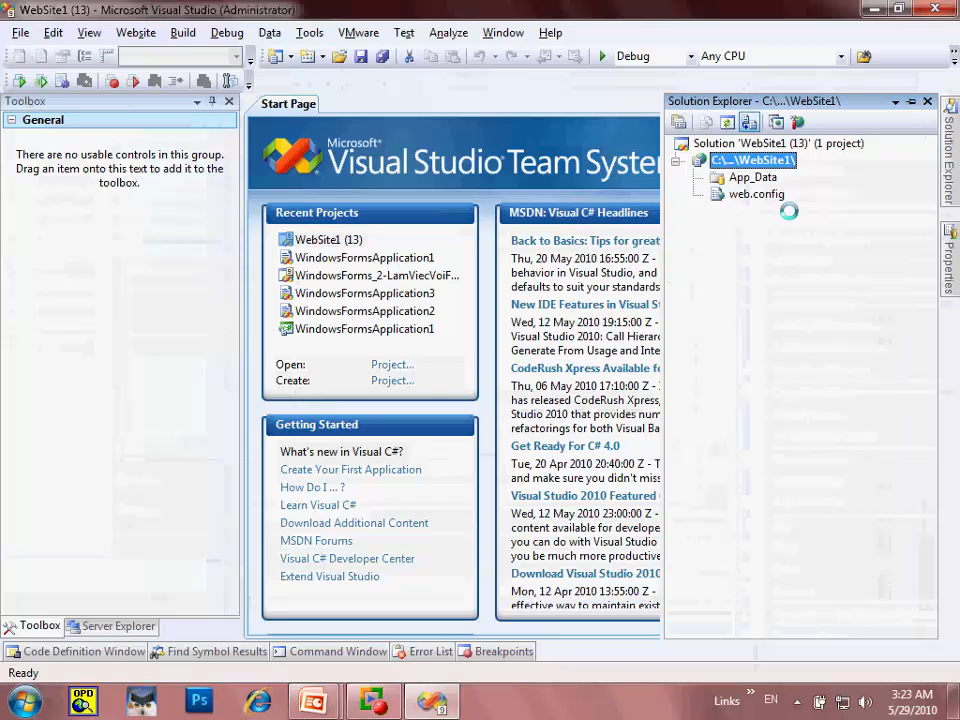 WebSite1 (13) - Microsoft Visual Studio (Administrator)
File Edit View Website Build Debug Data Tools VMware Test Analyze Window Help
Debug Any CPU
Toolbox
General
There are no usable controls in this group. Drag an item onto this text to add it to the toolbox.
Toolbox Server Explorer
Start Page
Microsoft
Visual Studio Team Syste
Recent Projects
WebSite1 (13)
WindowsFormsApplication1
WindowsForms_2-LamViecVoiF...
WindowsFormsApplication3
WindowsFormsApplication2
WindowsFormsApplication1
Open: Project...
Create: Project...
Getting Started
What's new in Visual C#?
Create Your First Application
How Do I ... ?
Learn Visual C#
Download Additional Content
MSDN Forums
Visual C# Developer Center
Extend Visual Studio
MSDN: Visual C# Headlines
Back to Basics: Tips for great
Thu, 20 May 2010 16:55:00 Z -
behavior in Visual Studio, and
defaults to suit your standards
New IDE Features in Visual St
Wed, 12 May 2010 19:15:00 Z -
Visual Studio 2010: Call Hierarc
Generate From Usage and Inte
CodeRush Xpress Available fo
Thu, 06 May 2010 17:10:00 Z -
has released CodeRush Xpress,
Studio 2010 that provides num
refactorings for both Visual Ba
Get Ready For C# 4.0
Tue, 20 Apr 2010 20:40:00 Z - T
and make sure you didn't miss
Visual Studio 2010 Featured
Wed, 12 May 2010 23:00:00 Z -
content available for develope
you can do with Visual Studio
you be much more productive
Download Visual Studio 2010
Mon, 12 Apr 2010 13:55:00 Z -
effective way to maintain exist
Solution Explorer - C:\...\WebSite1\
Solution 'WebSite1 (13)' (1 project)
C:\...\WebSite1\
App_Data
web.config
Solution Explorer
Properties
Code Definition Window Find Symbol Results Command Window Error List Breakpoints
Ready
OPD
Ps
Links
EN
3:23 AM
5/29/2010